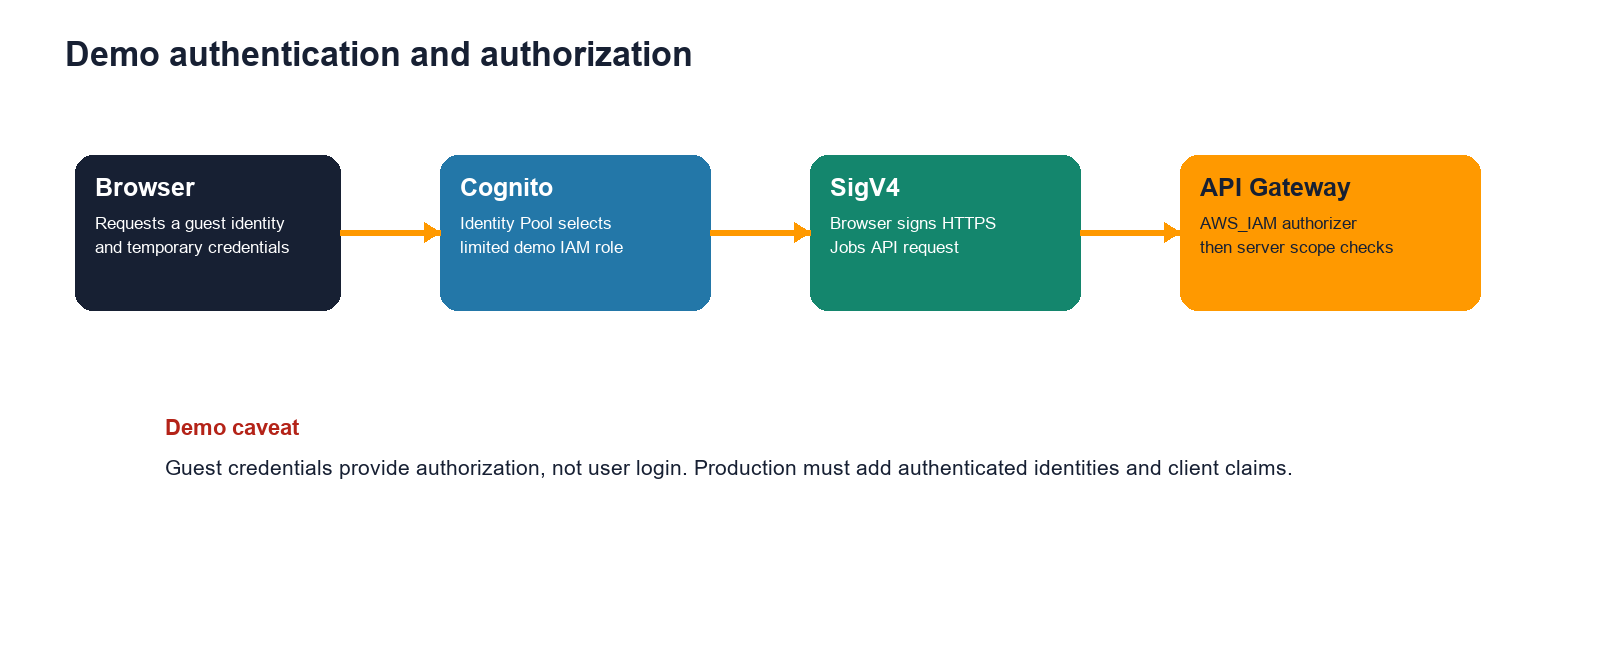 Demo authentication and authorization
Browser
Requests a guest identity
and temporary credentials
Cognito
Identity Pool selects
limited demo IAM role
SigV4
Browser signs HTTPS
Jobs API request
API Gateway
AWS_IAM authorizer
then server scope checks
Demo caveat
Guest credentials provide authorization, not user login. Production must add authenticated identities and client claims.